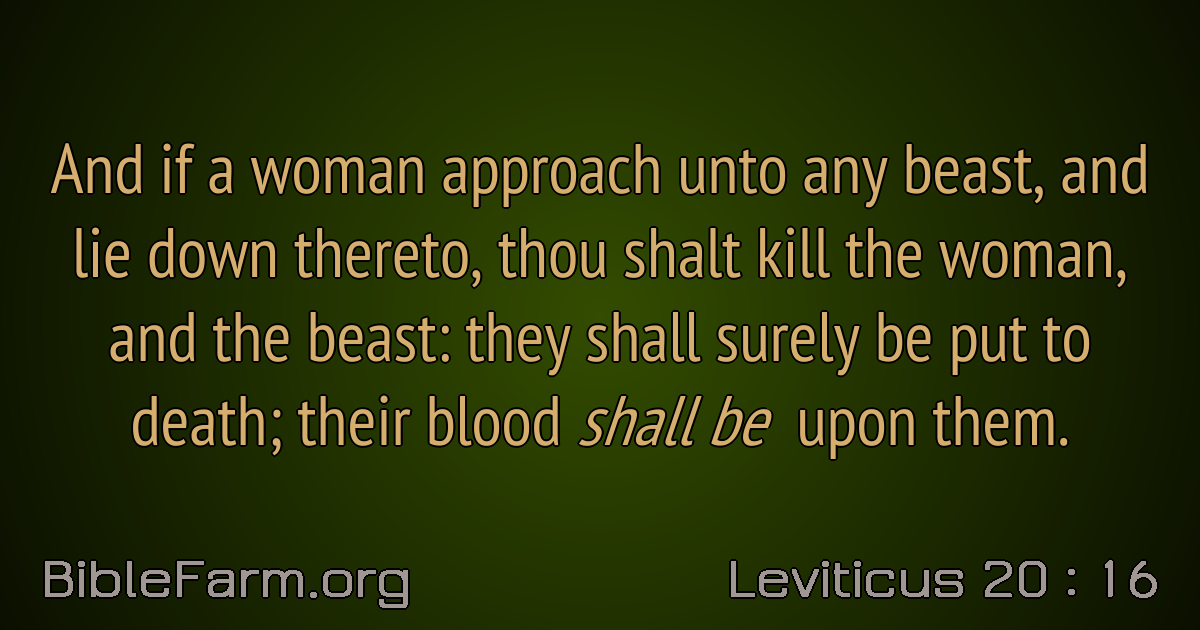 And if a woman approach unto any beast, and
lie down thereto, thou shalt kill the woman,
and the beast: they shall surely be put to
death; their blood shall be upon them.
BibleFarm.org
Leviticus 20 : 16